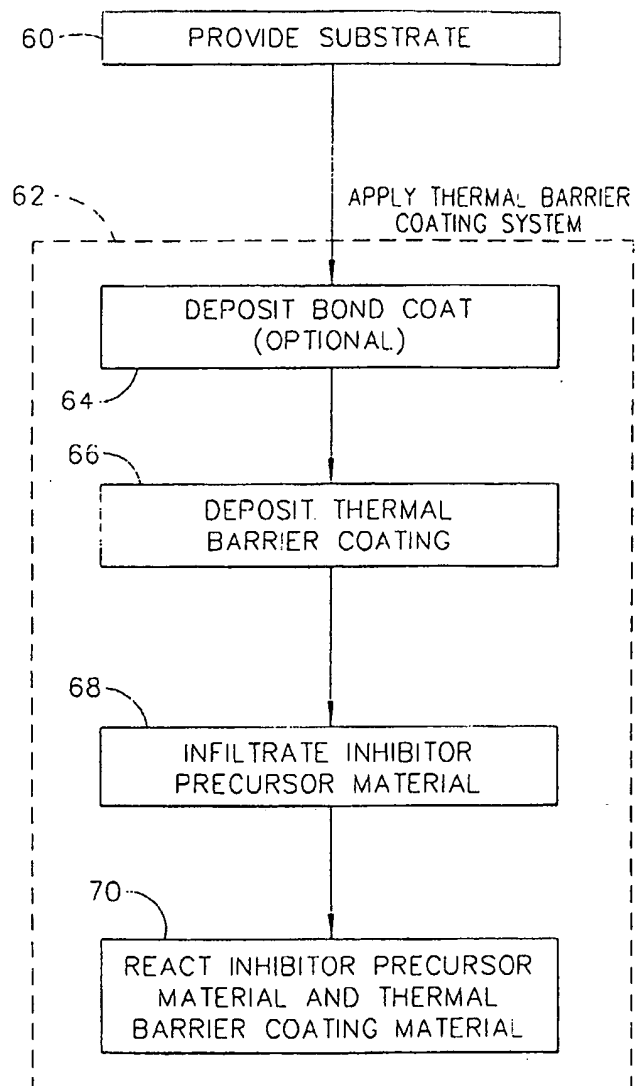 60
PROVIDE SUBSTRATE
62
APPLY THERMAL BARRIER
COATING SYSTEM
DEPOSIT BOND COAT
(OPTIONAL)
64
66
DEPOSIT THERMAL
BARRIER COATING
68
INFILTRATE INHIBITOR
PRECURSOR MATERIAL
70
REACT INHIBITOR PRECURSOR
MATERIAL AND THERMAL
BARRIER COATING MATERIAL